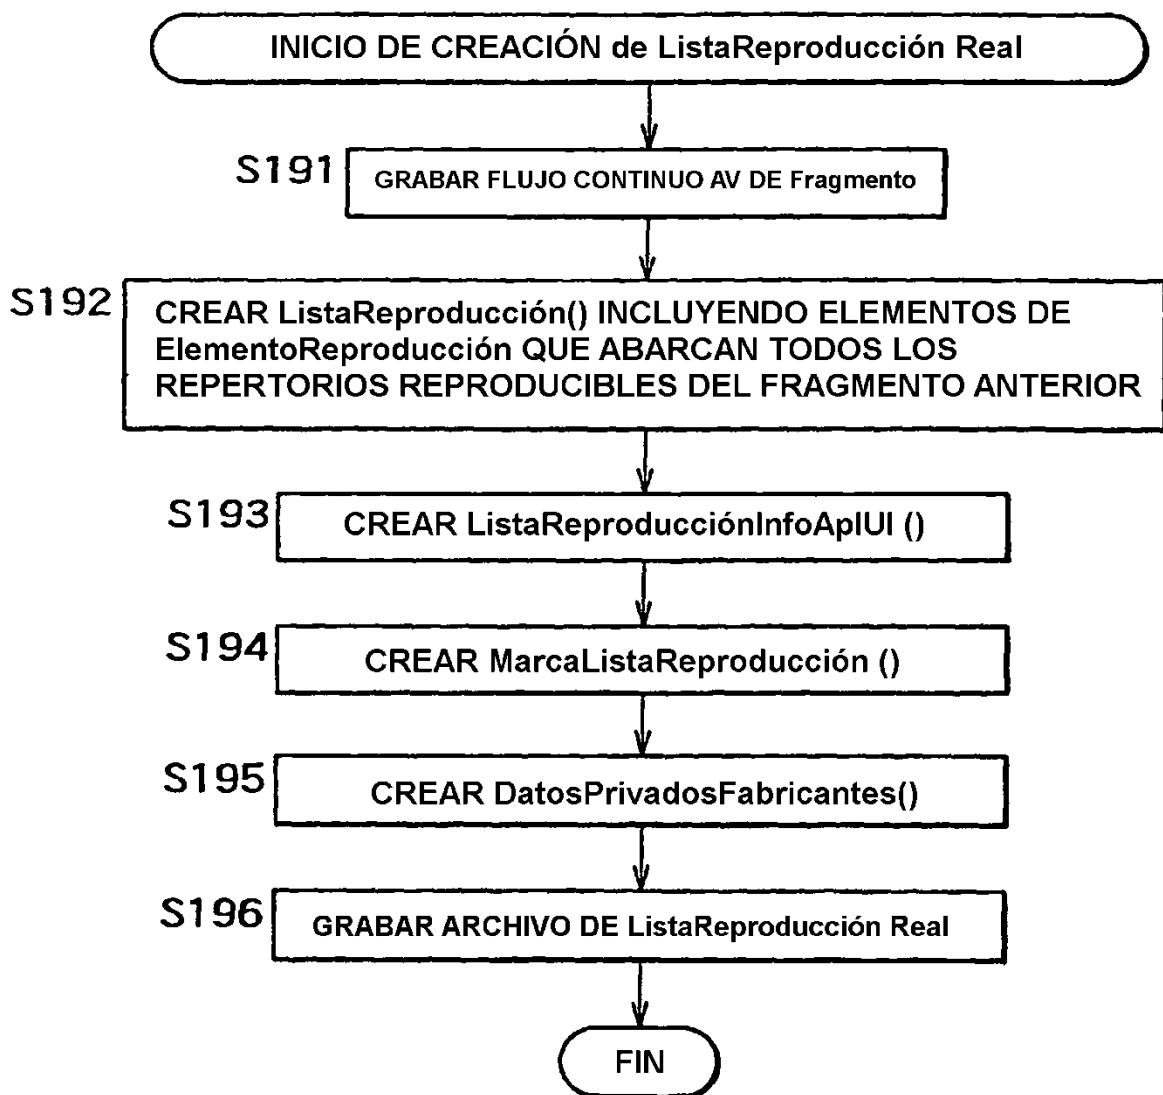 INICIO DE CREACIÓN de ListaReproducción Real
S191
GRABAR FLUJO CONTINUO AV DE Fragmento
S192
CREAR ListaReproducción() INCLUYENDO ELEMENTOS DE
ElementoReproducción QUE ABARCAN TODOS LOS
REPERTORIOS REPRODUCIBLES DEL FRAGMENTO ANTERIOR
S193
CREAR ListaReproducciónInfoAplUI ()
S194
CREAR MarcaListaReproducción ()
S195
CREAR DatosPrivadosFabricantes()
S196
GRABAR ARCHIVO DE ListaReproducción Real
FIN